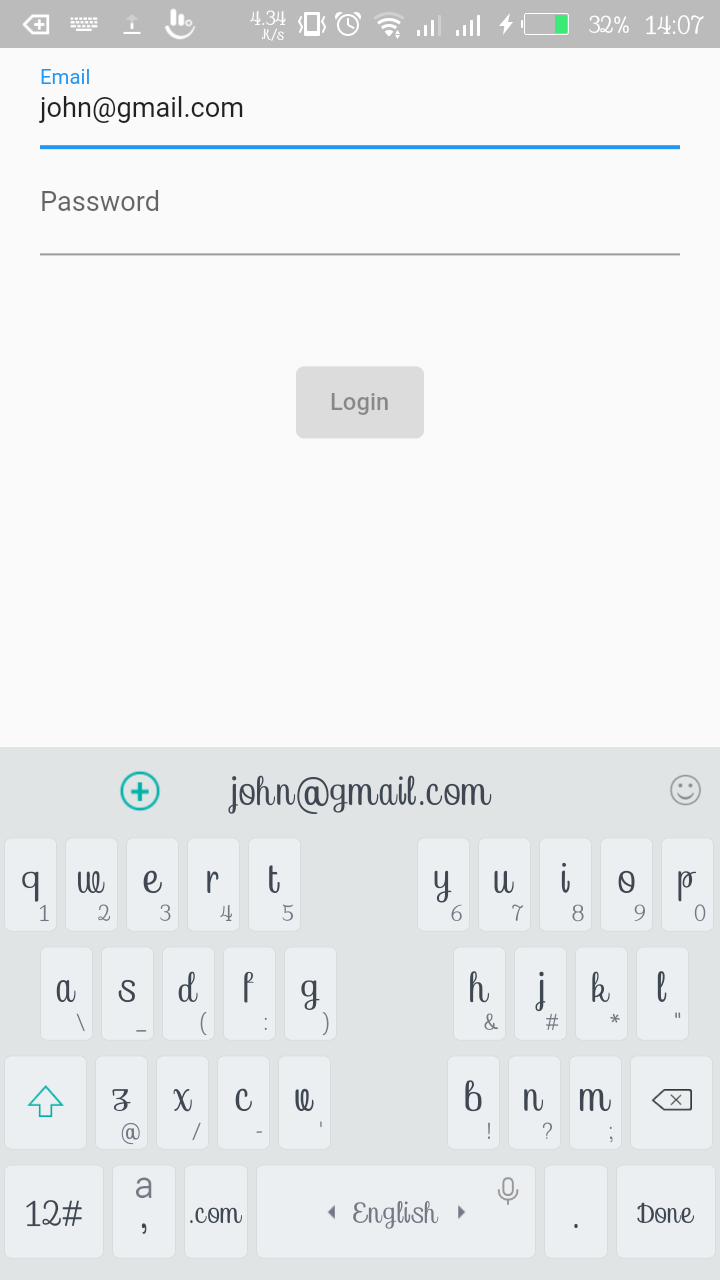 4.34 K/s 32% 14:07
Email
john@gmail.com
Password
Login
john@gmail.com
q 1 w 2 e 3 r 4 t 5 y 6 u 7 i 8 o 9 p 0
a \ s _ d ( f : g ) h & j # k * l "
z @ x / c - v ' b ! n ? m ;
12# a , .com English . Done